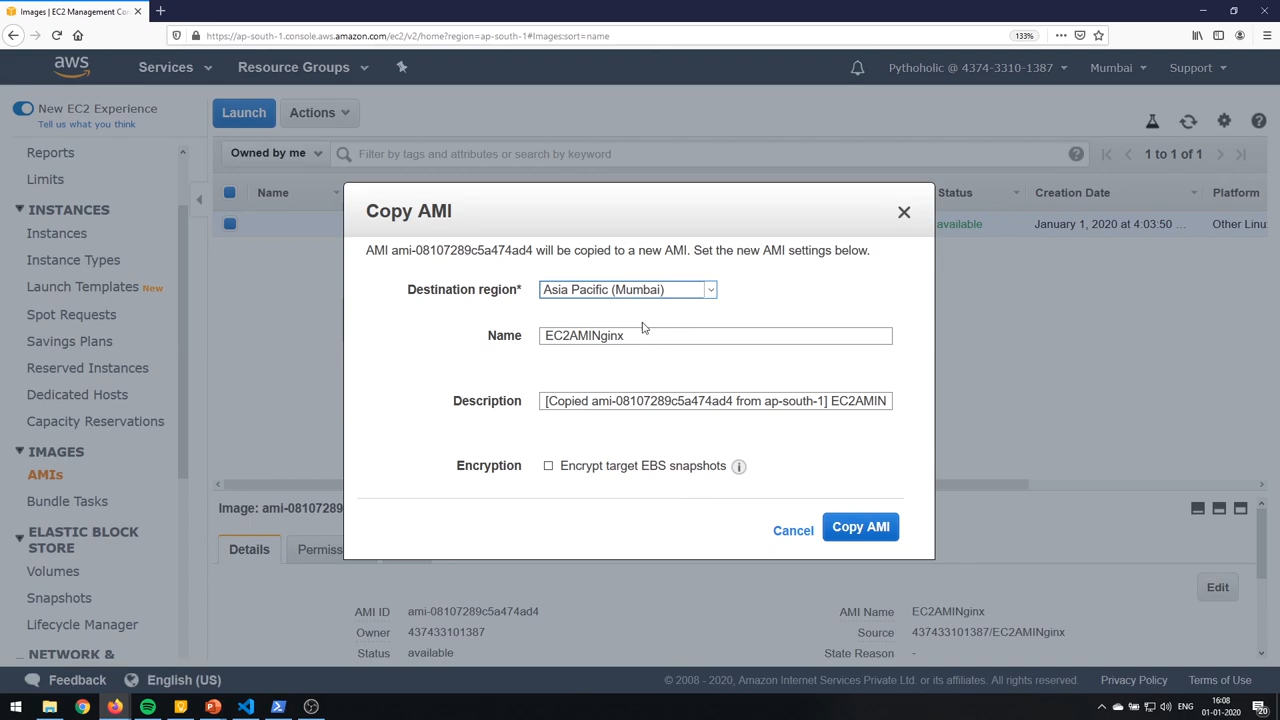 Images | EC2 Management Con
https://ap-south-1.console.aws.amazon.com/ec2/v2/home?region=ap-south-1#Images:sort=name
133%
aws
Services
Resource Groups
Pythoholic @ 4374-3310-1387
Mumbai
Support
New EC2 Experience
Tell us what you think
Launch
Actions
Reports
Limits
INSTANCES
Instances
Instance Types
Launch Templates New
Spot Requests
Savings Plans
Reserved Instances
Dedicated Hosts
Capacity Reservations
IMAGES
AMIs
Bundle Tasks
ELASTIC BLOCK
STORE
Volumes
Snapshots
Lifecycle Manager
NETWORK &
Owned by me
Filter by tags and attributes or search by keyword
1 to 1 of 1
Name
Status
Creation Date
Platform
available
January 1, 2020 at 4:03:50 ...
Other Linu
Copy AMI
AMI ami-08107289c5a474ad4 will be copied to a new AMI. Set the new AMI settings below.
Destination region*
Asia Pacific (Mumbai)
Name
EC2AMINginx
Description
[Copied ami-08107289c5a474ad4 from ap-south-1] EC2AMIN
Encryption
Encrypt target EBS snapshots
Cancel
Copy AMI
Image: ami-08107289
Details
Permiss
Edit
AMI ID
ami-08107289c5a474ad4
AMI Name
EC2AMINginx
Owner
437433101387
Source
437433101387/EC2AMINginx
Status
available
State Reason
-
Feedback
English (US)
© 2008 - 2020, Amazon Internet Services Private Ltd. or its affiliates. All rights reserved.
Privacy Policy
Terms of Use
ENG
16:08
01-01-2020
20